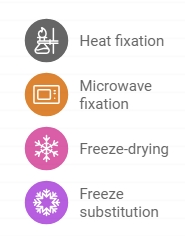 Heat fixation
Microwave
fixation
Freeze-drying
Freeze
substitution